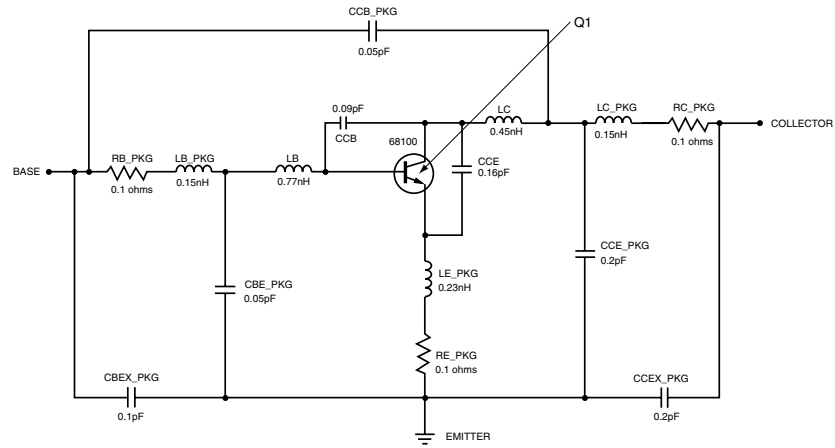 CCB_PKG
0.05pF
Q1
0.09pF
CCB
LC
0.45nH
LC_PKG
0.15nH
RC_PKG
0.1 ohms
COLLECTOR
68100
CCE
0.16pF
BASE
RB_PKG
0.1 ohms
LB_PKG
0.15nH
LB
0.77nH
CCE_PKG
0.2pF
CBE_PKG
0.05pF
LE_PKG
0.23nH
RE_PKG
0.1 ohms
CBEX_PKG
0.1pF
CCEX_PKG
0.2pF
EMITTER